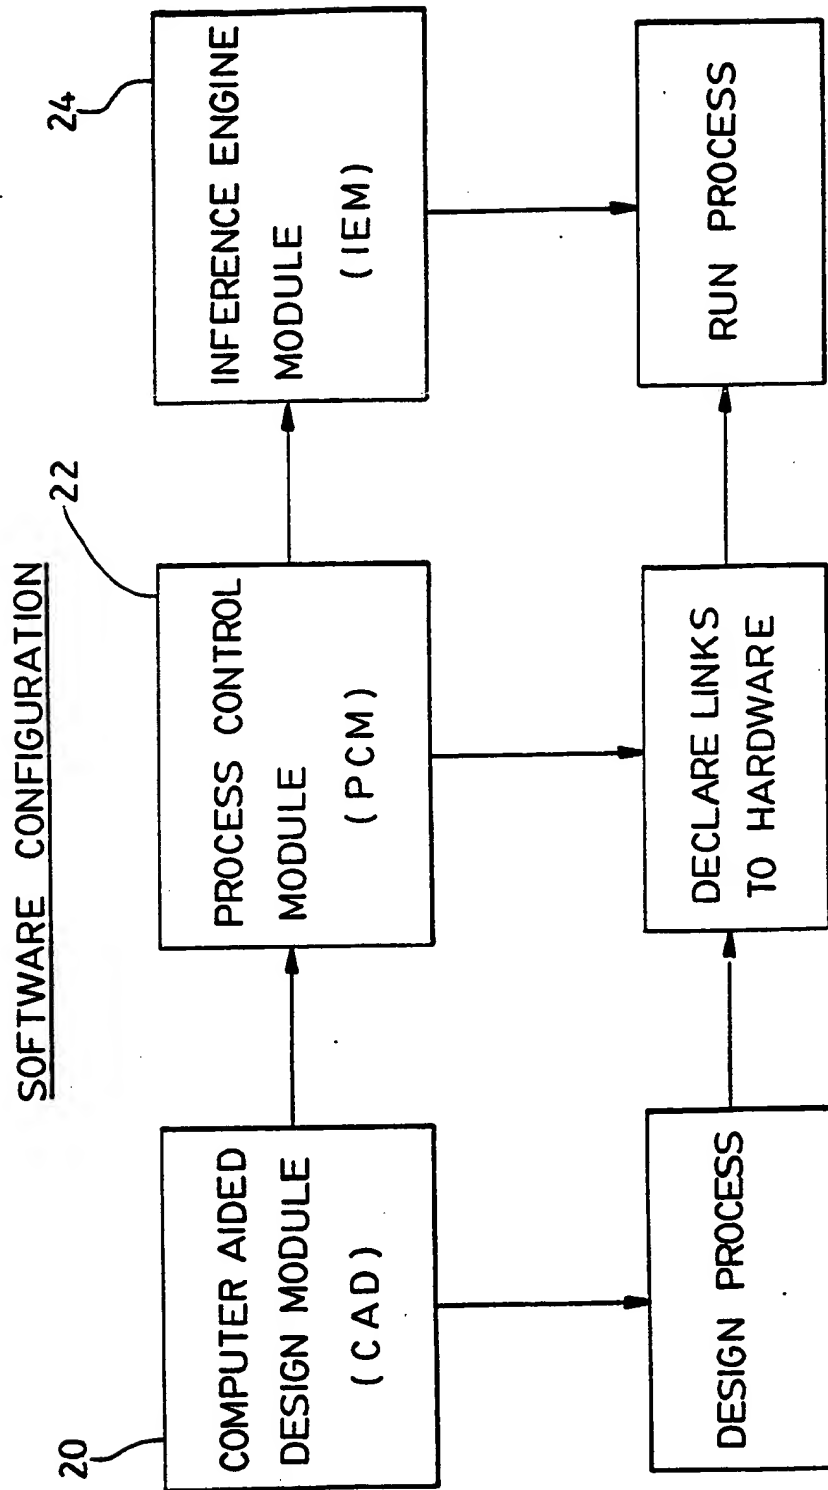 SOFTWARE CONFIGURATION
20
COMPUTER AIDED
DESIGN MODULE
(CAD)
22
PROCESS CONTROL
MODULE
(PCM)
24
INFERENCE ENGINE
MODULE
(IEM)
DESIGN PROCESS
DECLARE LINKS
TO HARDWARE
RUN PROCESS